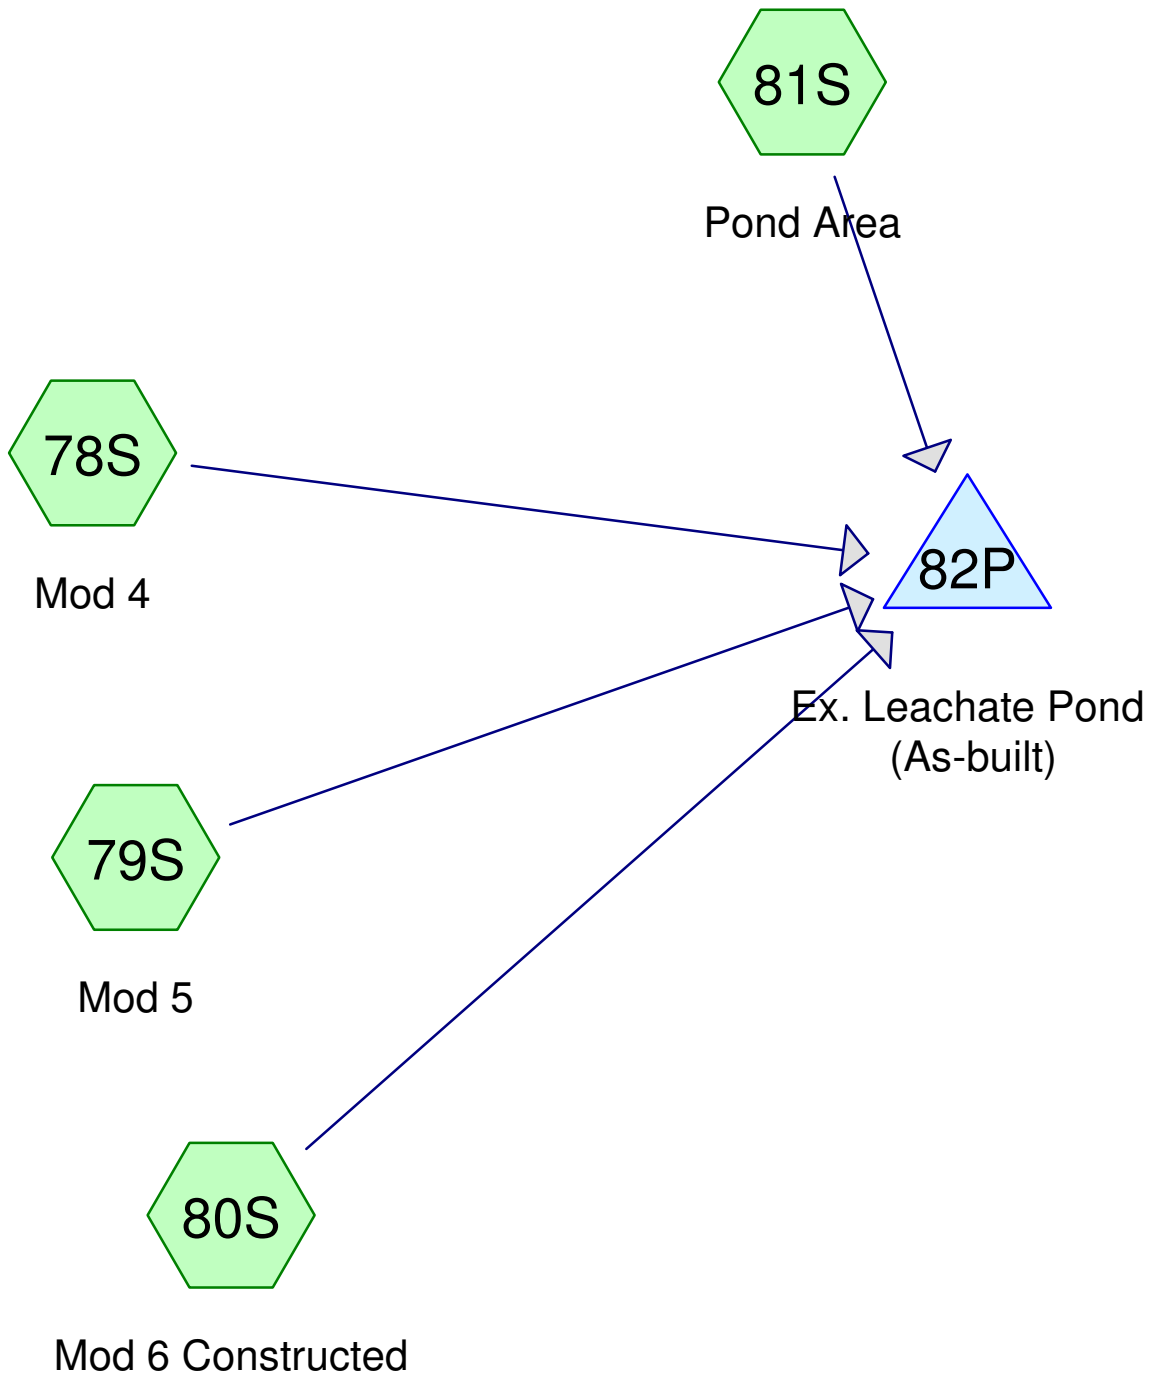 81S
Pond Area
78S
Mod 4
82P
Ex. Leachate Pond
(As-built)
79S
Mod 5
80S
Mod 6 Constructed